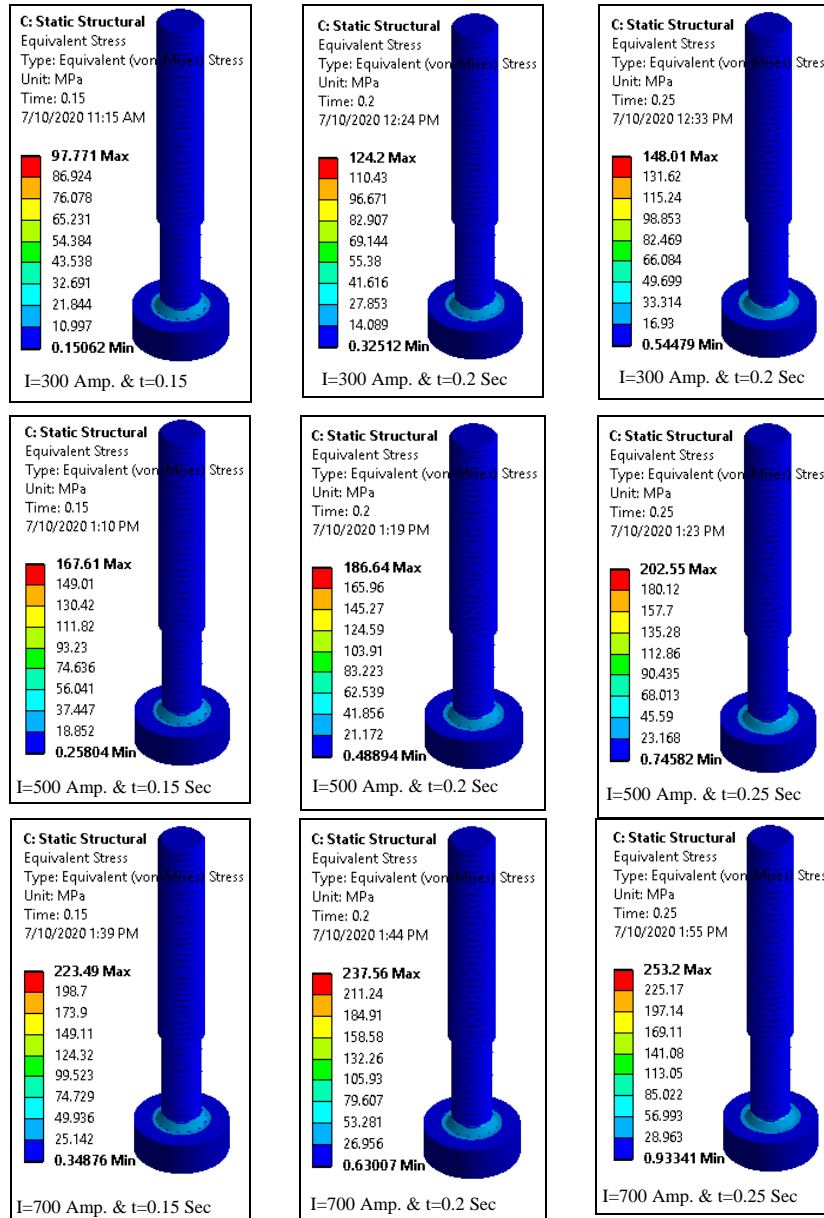 C: Static Structural
Equivalent Stress
Type: Equivalent (von-Mises) Stress
Unit: MPa
Time: 0.15
7/10/2020 11:15 AM
97.771 Max
86.924
76.078
65.231
54.384
43.538
32.691
21.844
10.997
0.15062 Min
I=300 Amp. & t=0.15
C: Static Structural
Equivalent Stress
Type: Equivalent (von-Mises) Stress
Unit: MPa
Time: 0.2
7/10/2020 12:24 PM
124.2 Max
110.43
96.671
82.907
69.144
55.38
41.616
27.853
14.089
0.32512 Min
I=300 Amp. & t=0.2 Sec
C: Static Structural
Equivalent Stress
Type: Equivalent (von-Mises) Stress
Unit: MPa
Time: 0.25
7/10/2020 12:33 PM
148.01 Max
131.62
115.24
98.853
82.469
66.084
49.699
33.314
16.93
0.54479 Min
I=300 Amp. & t=0.2 Sec
C: Static Structural
Equivalent Stress
Type: Equivalent (von-Mises) Stress
Unit: MPa
Time: 0.15
7/10/2020 1:10 PM
167.61 Max
149.01
130.42
111.82
93.23
74.636
56.041
37.447
18.852
0.25804 Min
I=500 Amp. & t=0.15 Sec
C: Static Structural
Equivalent Stress
Type: Equivalent (von-Mises) Stress
Unit: MPa
Time: 0.2
7/10/2020 1:19 PM
186.64 Max
165.96
145.27
124.59
103.91
83.223
62.539
41.856
21.172
0.48894 Min
I=500 Amp. & t=0.2 Sec
C: Static Structural
Equivalent Stress
Type: Equivalent (von-Mises) Stress
Unit: MPa
Time: 0.25
7/10/2020 1:23 PM
202.55 Max
180.12
157.7
135.28
112.86
90.435
68.013
45.59
23.168
0.74582 Min
I=500 Amp. & t=0.25 Sec
C: Static Structural
Equivalent Stress
Type: Equivalent (von-Mises) Stress
Unit: MPa
Time: 0.15
7/10/2020 1:39 PM
223.49 Max
198.7
173.9
149.11
124.32
99.523
74.729
49.936
25.142
0.34876 Min
I=700 Amp. & t=0.15 Sec
C: Static Structural
Equivalent Stress
Type: Equivalent (von-Mises) Stress
Unit: MPa
Time: 0.2
7/10/2020 1:44 PM
237.56 Max
211.24
184.91
158.58
132.26
105.93
79.607
53.281
26.956
0.63007 Min
I=700 Amp. & t=0.2 Sec
C: Static Structural
Equivalent Stress
Type: Equivalent (von-Mises) Stress
Unit: MPa
Time: 0.25
7/10/2020 1:55 PM
253.2 Max
225.17
197.14
169.11
141.08
113.05
85.022
56.993
28.963
0.93341 Min
I=700 Amp. & t=0.25 Sec